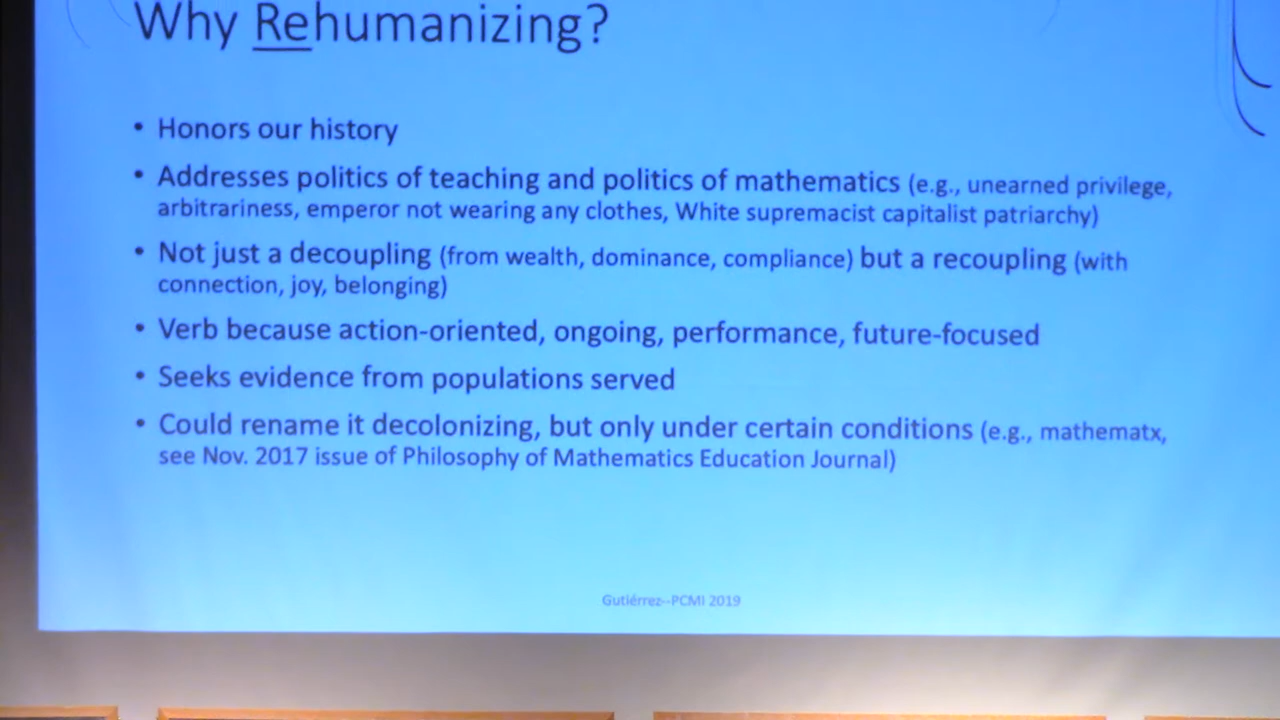 Why Rehumanizing?
• Honors our history
• Addresses politics of teaching and politics of mathematics (e.g., unearned privilege,
arbitrariness, emperor not wearing any clothes, White supremacist capitalist patriarchy)
• Not just a decoupling (from wealth, dominance, compliance) but a recoupling (with
connection, joy, belonging)
• Verb because action-oriented, ongoing, performance, future-focused
• Seeks evidence from populations served
• Could rename it decolonizing, but only under certain conditions (e.g., mathematx,
see Nov. 2017 issue of Philosophy of Mathematics Education Journal)
Gutiérrez--PCMI 2019